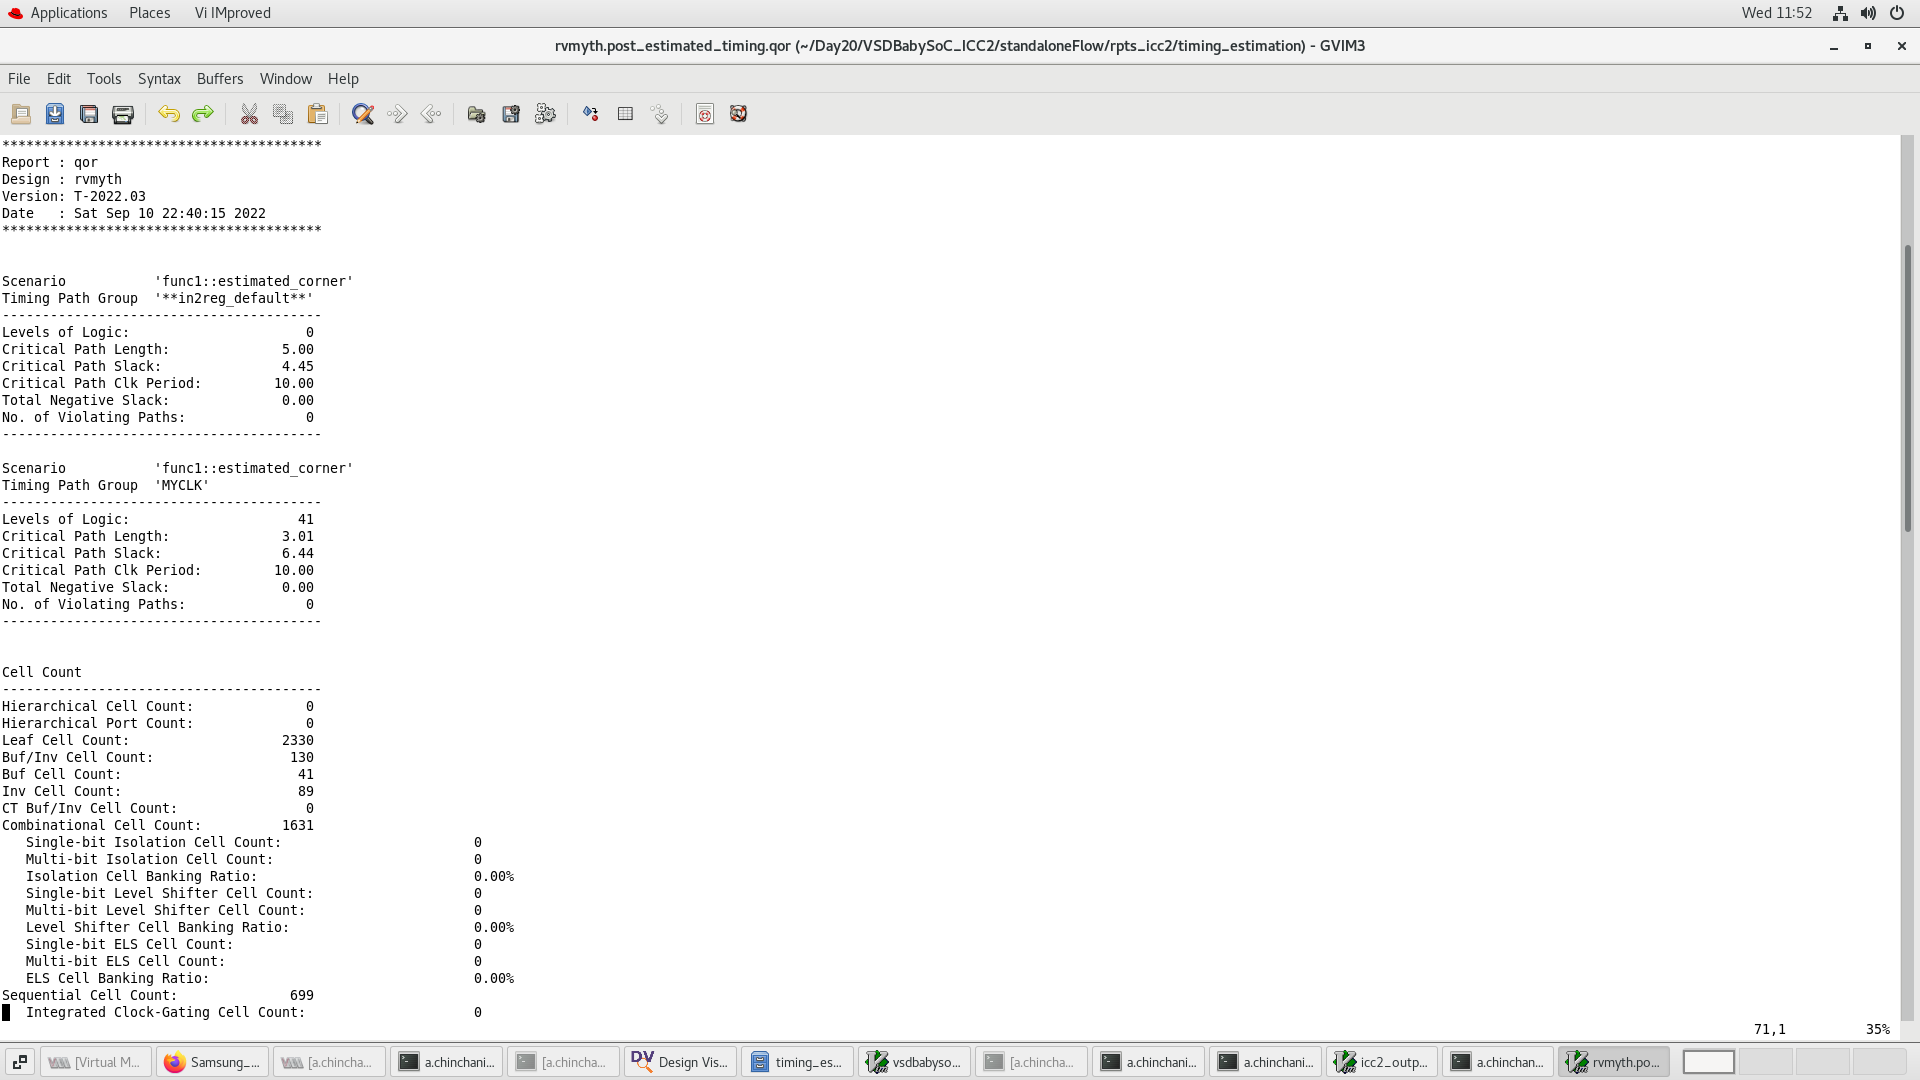 Applications Places Vi IMproved Wed 11:52
rvmyth.post_estimated_timing.qor (~/Day20/VSDBabySoC_ICC2/standaloneFlow/rpts_icc2/timing_estimation) - GVIM3
File Edit Tools Syntax Buffers Window Help
****************************************
Report : qor
Design : rvmyth
Version: T-2022.03
Date   : Sat Sep 10 22:40:15 2022
****************************************
Scenario           'func1::estimated_corner'
Timing Path Group  '**in2reg_default**'
----------------------------------------
Levels of Logic:                      0
Critical Path Length:              5.00
Critical Path Slack:               4.45
Critical Path Clk Period:         10.00
Total Negative Slack:              0.00
No. of Violating Paths:               0
----------------------------------------
Scenario           'func1::estimated_corner'
Timing Path Group  'MYCLK'
----------------------------------------
Levels of Logic:                     41
Critical Path Length:              3.01
Critical Path Slack:               6.44
Critical Path Clk Period:         10.00
Total Negative Slack:              0.00
No. of Violating Paths:               0
----------------------------------------
Cell Count
----------------------------------------
Hierarchical Cell Count:              0
Hierarchical Port Count:              0
Leaf Cell Count:                   2330
Buf/Inv Cell Count:                 130
Buf Cell Count:                      41
Inv Cell Count:                      89
CT Buf/Inv Cell Count:                0
Combinational Cell Count:          1631
   Single-bit Isolation Cell Count:                        0
   Multi-bit Isolation Cell Count:                         0
   Isolation Cell Banking Ratio:                           0.00%
   Single-bit Level Shifter Cell Count:                    0
   Multi-bit Level Shifter Cell Count:                     0
   Level Shifter Cell Banking Ratio:                       0.00%
   Single-bit ELS Cell Count:                              0
   Multi-bit ELS Cell Count:                               0
   ELS Cell Banking Ratio:                                 0.00%
Sequential Cell Count:              699
   Integrated Clock-Gating Cell Count:                     0
71,1          35%
[Virtual M... Samsung_... [a.chincha... a.chinchani... [a.chincha... DV Design Vis... timing_es... vsdbabyso... [a.chincha... a.chinchani... a.chinchani... icc2_outp... a.chinchan... rvmyth.po...